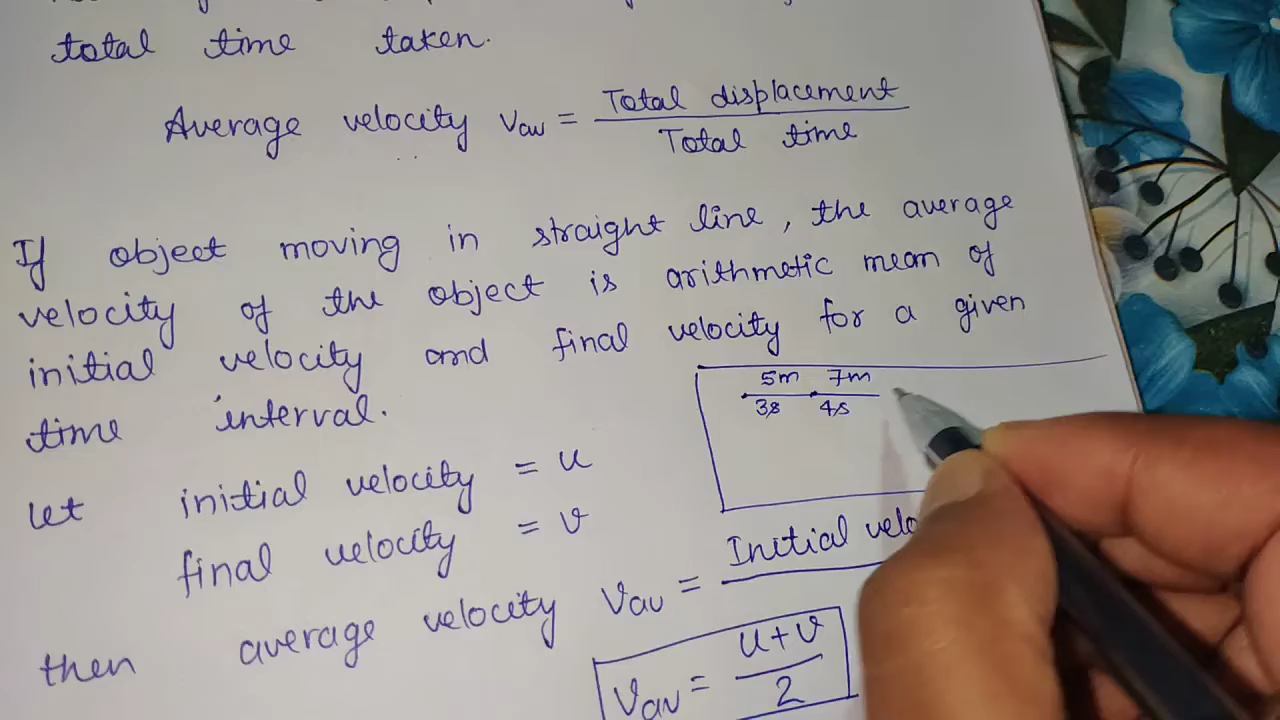 total time taken.
Average velocity Vav = Total displacement
Total time
If object moving in straight line, the average
velocity of the object is arithmetic mean of
initial velocity and final velocity for a given
time interval.
5m 7m
3s 4s
Let initial velocity = u
final velocity = v
Initial velo
then average velocity Vav =
Vav = u+v
2